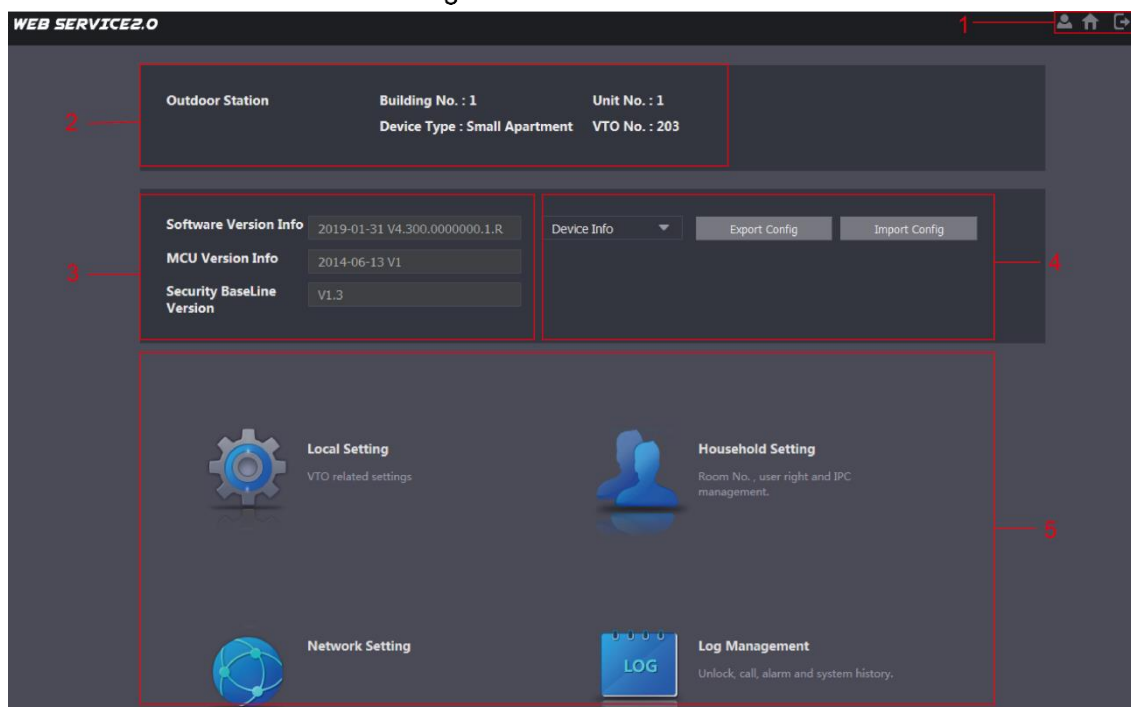 WEB SERVICE2.0
1
2
Outdoor Station Building No. : 1 Unit No. : 1
Device Type : Small Apartment VTO No. : 203
3
Software Version Info 2019-01-31 V4.300.0000000.1.R
MCU Version Info 2014-06-13 V1
Security BaseLine
Version
V1.3
Device Info Export Config Import Config
4
Local Setting
VTO related settings
Household Setting
Room No. , user right and IPC
management.
5
Network Setting
LOG
Log Management
Unlock, call, alarm and system history.